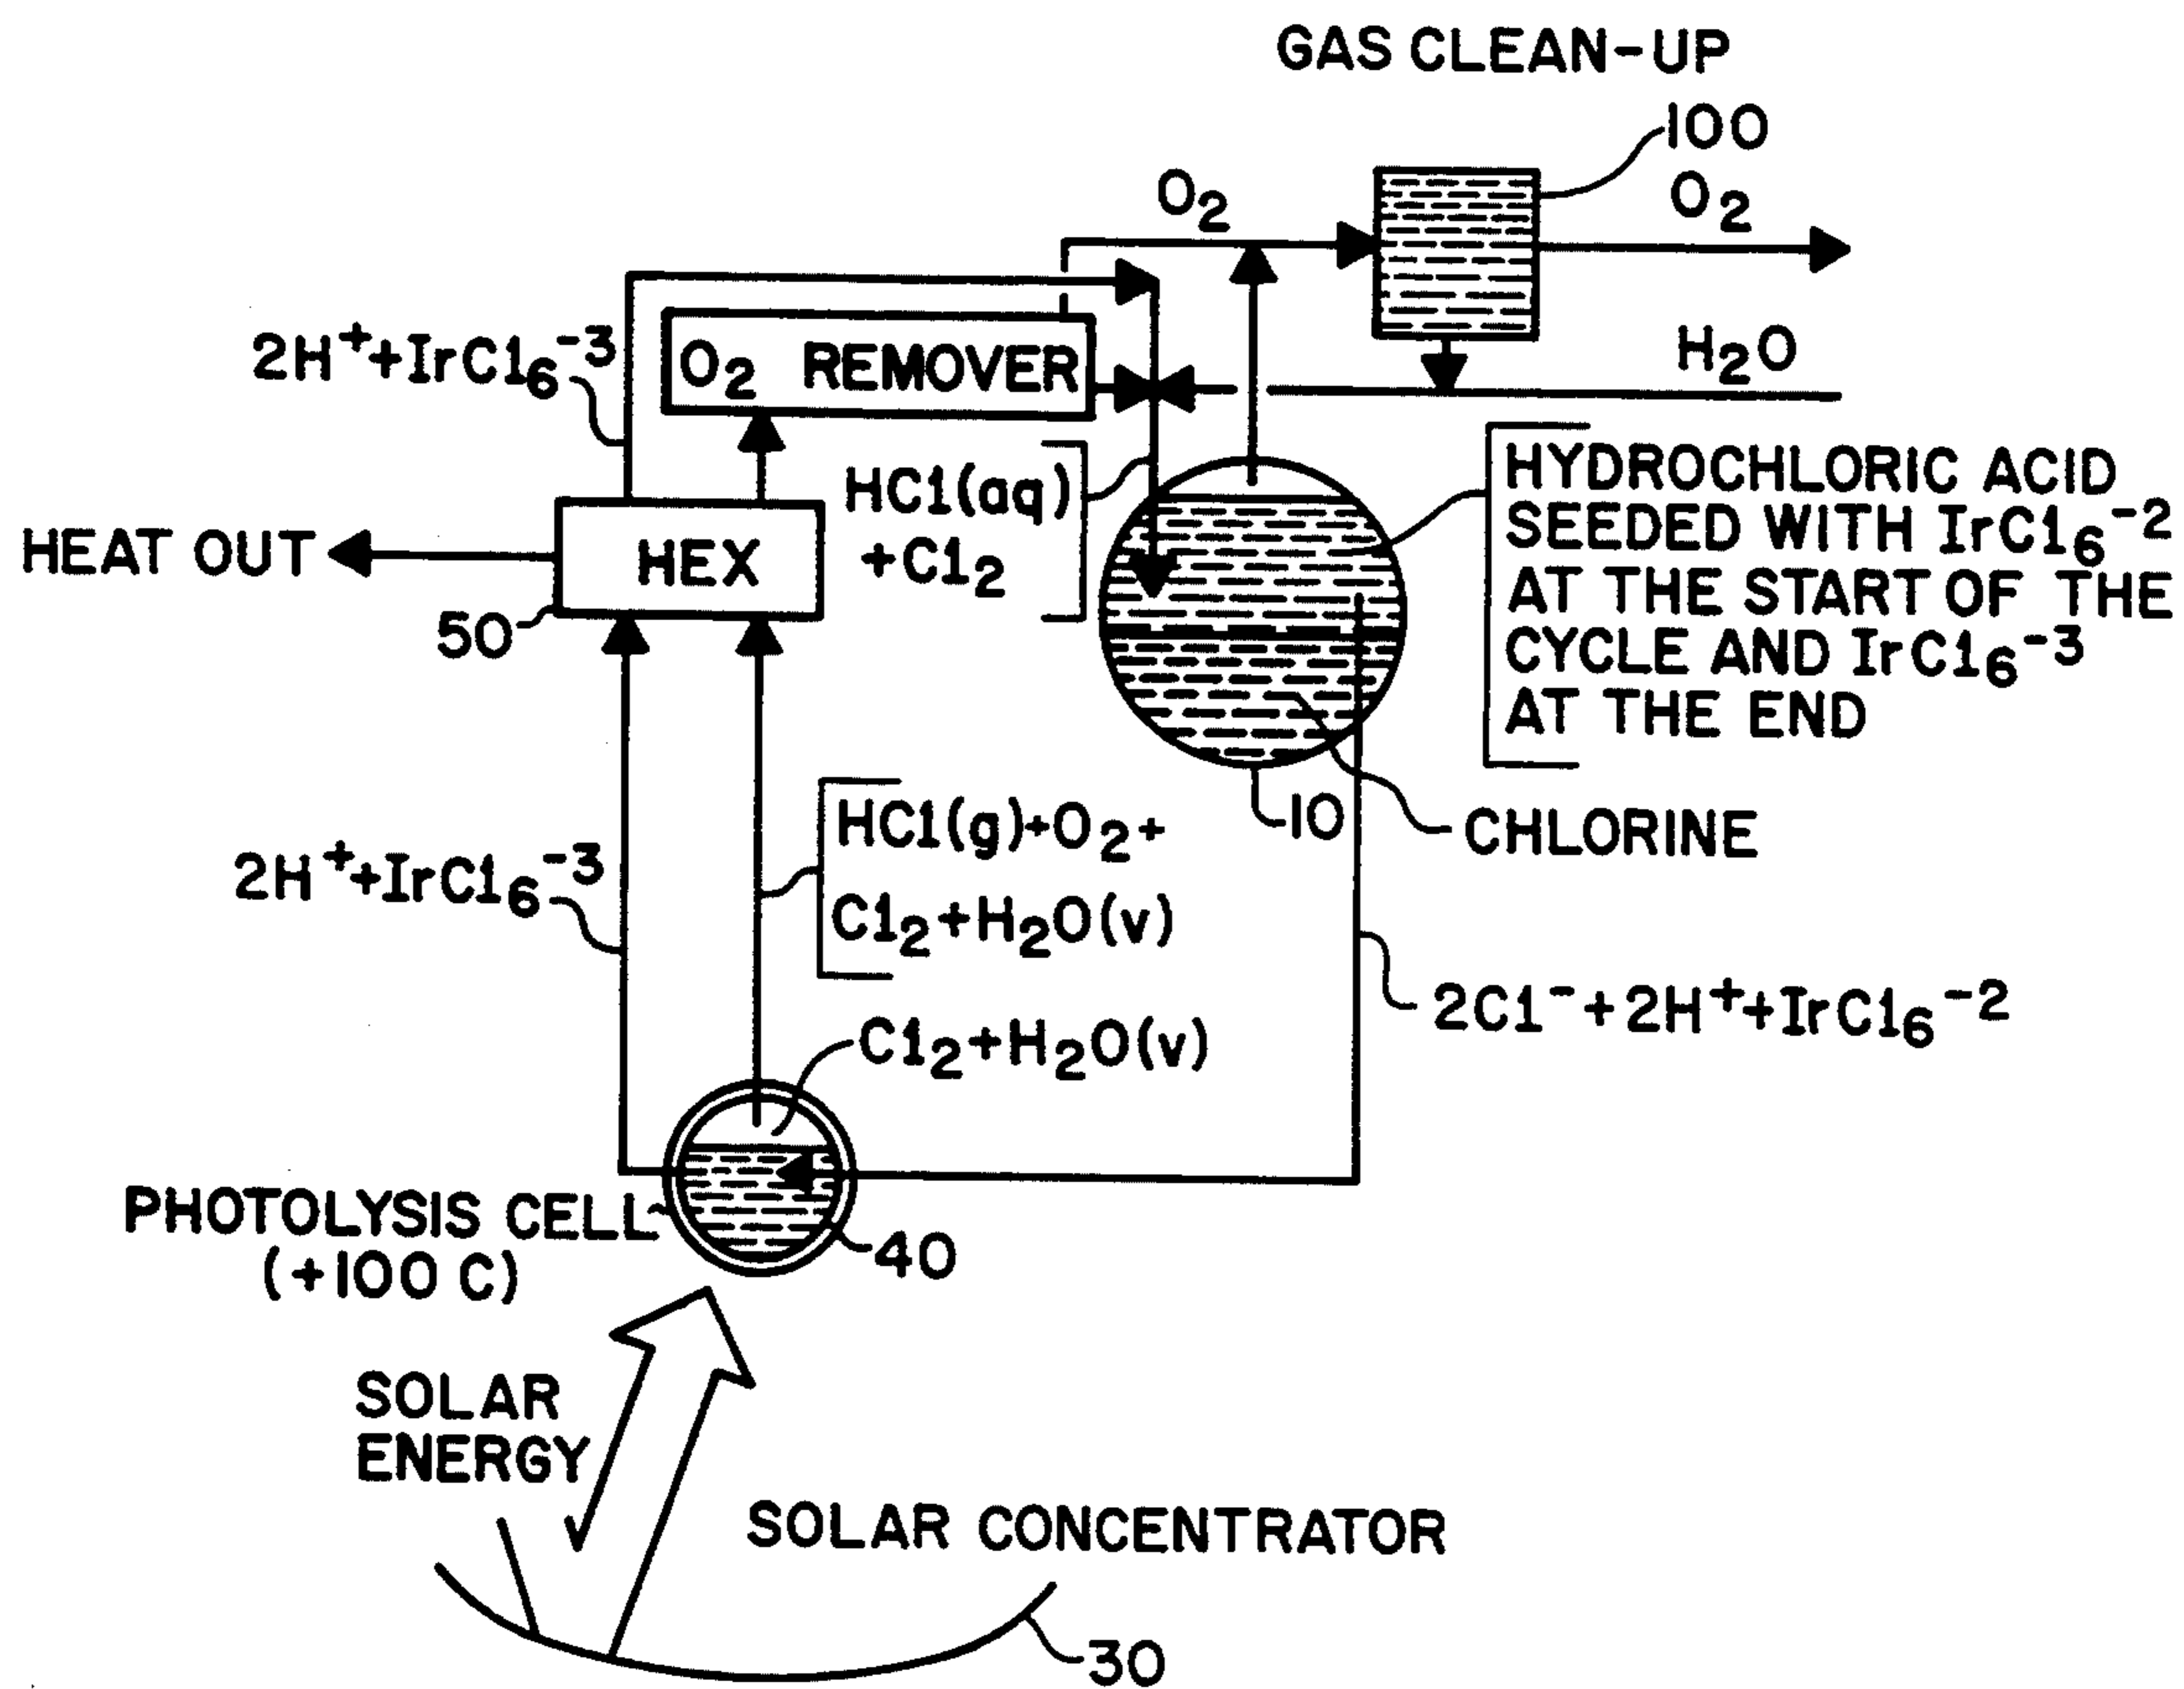 GAS CLEAN-UP
100
O2
O2
2H++IrCl6-3
O2 REMOVER
H2O
HCl(aq)
+Cl2
HYDROCHLORIC ACID
SEEDED WITH IrCl6-2
AT THE START OF THE
CYCLE AND IrCl6-3
AT THE END
HEAT OUT
HEX
50
10
CHLORINE
HCl(g)+O2+
Cl2+H2O(v)
2H++IrCl6-3
2Cl-+2H++IrCl6-2
Cl2+H2O(v)
PHOTOLYSIS CELL
(+100 C)
40
SOLAR
ENERGY
SOLAR CONCENTRATOR
30